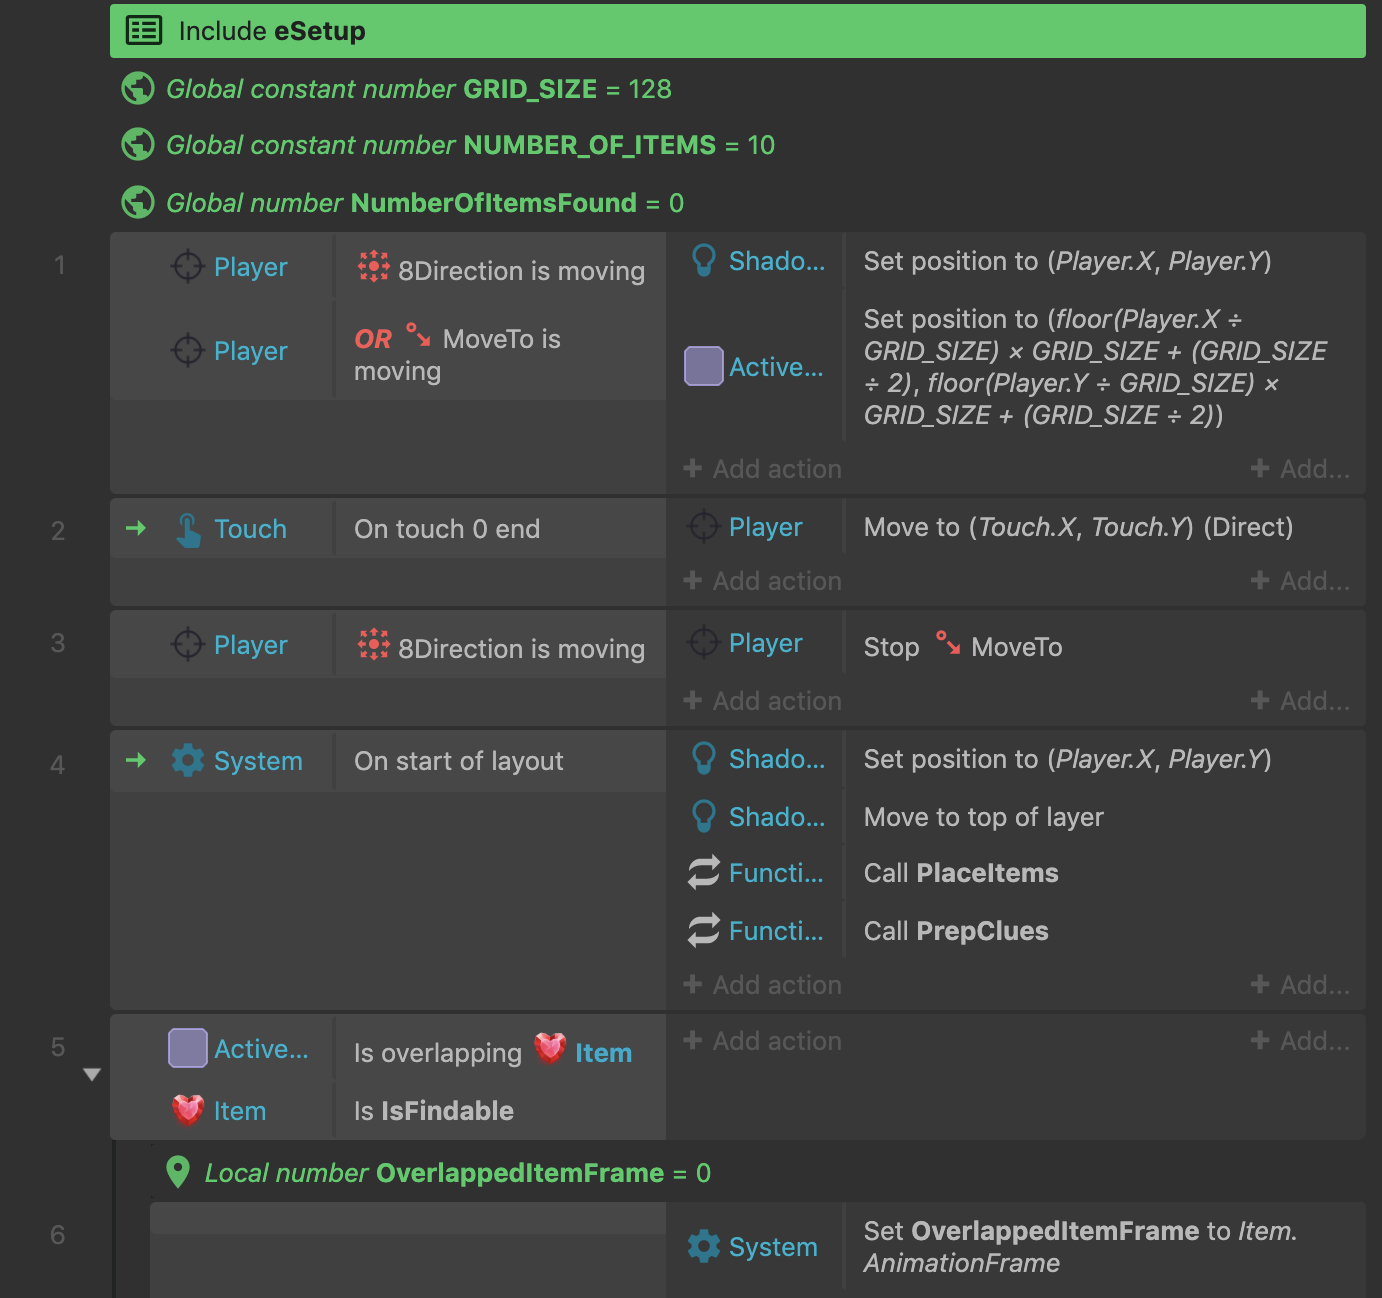 Include eSetup
Global constant number GRID_SIZE = 128
Global constant number NUMBER_OF_ITEMS = 10
Global number NumberOfItemsFound = 0
1
Player
8Direction is moving
Player
OR MoveTo is
moving
Shado...
Set position to (Player.X, Player.Y)
Active...
Set position to (floor(Player.X ÷
GRID_SIZE) × GRID_SIZE + (GRID_SIZE
÷ 2), floor(Player.Y ÷ GRID_SIZE) ×
GRID_SIZE + (GRID_SIZE ÷ 2))
Add action
Add...
2
Touch
On touch 0 end
Player
Move to (Touch.X, Touch.Y) (Direct)
Add action
Add...
3
Player
8Direction is moving
Player
Stop MoveTo
Add action
Add...
4
System
On start of layout
Shado...
Set position to (Player.X, Player.Y)
Shado...
Move to top of layer
Functi...
Call PlaceItems
Functi...
Call PrepClues
Add action
Add...
5
Active...
Is overlapping Item
Item
Is IsFindable
Add action
Add...
Local number OverlappedItemFrame = 0
6
System
Set OverlappedItemFrame to Item.
AnimationFrame